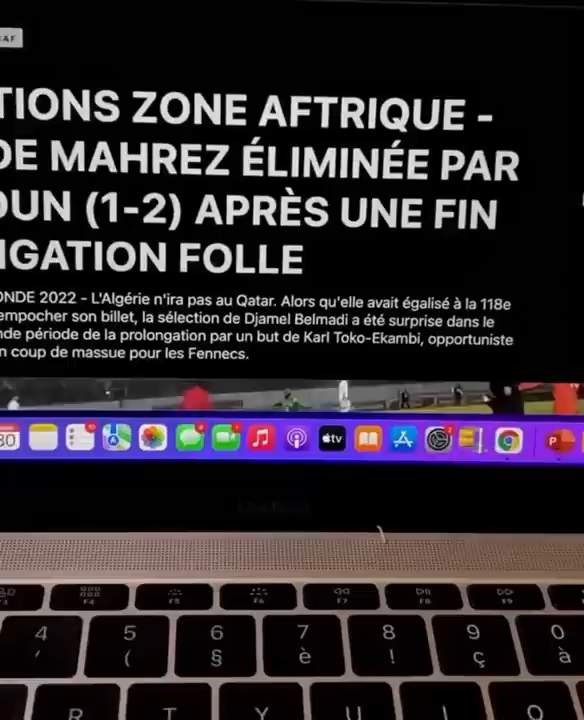 CAF
TIONS ZONE AFTRIQUE -
DE MAHREZ ÉLIMINÉE PAR
OUN (1-2) APRÈS UNE FIN
IGATION FOLLE
ONDE 2022 - L'Algérie n'ira pas au Qatar. Alors qu'elle avait égalisé à la 118e
empocher son billet, la sélection de Djamel Belmadi a été surprise dans le
nde période de la prolongation par un but de Karl Toko-Ekambi, opportuniste
n coup de massue pour les Fennecs.
30 tv P
F3 F4 F5 F6 F7 F8 F9
4 5 6 7 8 9 0
' ( § è ! ç à
R T Y U I O